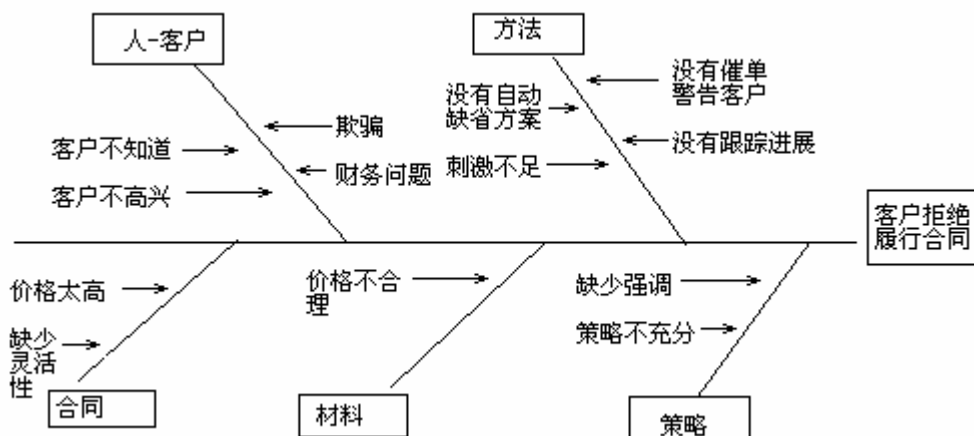 人-客户
方法
没有催单
警告客户
没有自动
缺省方案
欺骗
没有跟踪进展
客户不知道
刺激不足
财务问题
客户不高兴
客户拒绝
履行合同
价格太高
价格不合
理
缺少强调
策略不充分
缺少
灵活
性
合同
材料
策略